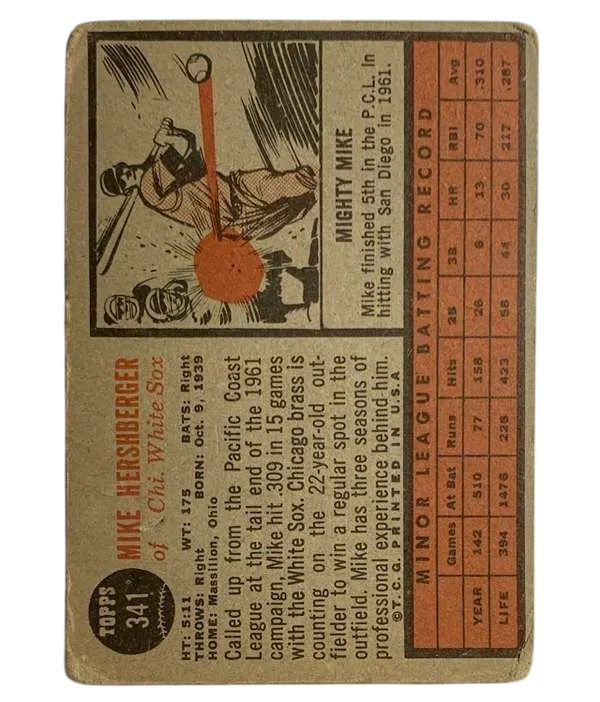 TOPPS
341
MIKE HERSHBERGER
of Chi. White Sox
HT: 5:11 WT: 175 BATS: Right
THROWS: Right BORN: Oct. 9, 1939
HOME: Massillon, Ohio
Called up from the Pacific Coast
League at the tail end of the 1961
campaign, Mike hit .309 in 15 games
with the White Sox. Chicago brass is
counting on the 22-year-old out-
fielder to win a regular spot in the
outfield. Mike has three seasons of
professional experience behind him.
©T.C.G. PRINTED IN U.S.A
MIGHTY MIKE
Mike finished 5th in the P.C.L. in
hitting with San Diego in 1961.
MINOR LEAGUE BATTING RECORD
Games At Bat Runs Hits 2B 3B HR RBI Avg
YEAR 142 510 77 158 26 6 13 70 .310
LIFE 394 1476 226 423 58 44 30 217 .287